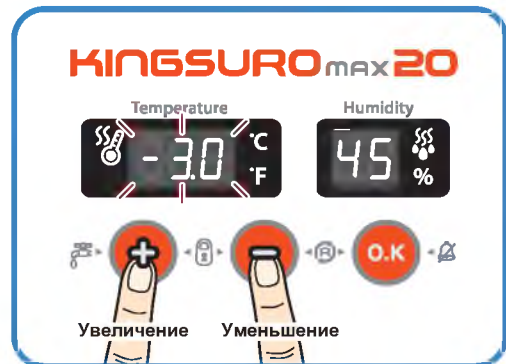 KINGSURO max 20
Temperature Humidity
-3.0 °C °F 45 %
+ - ® O.K
Увеличение Уменьшение